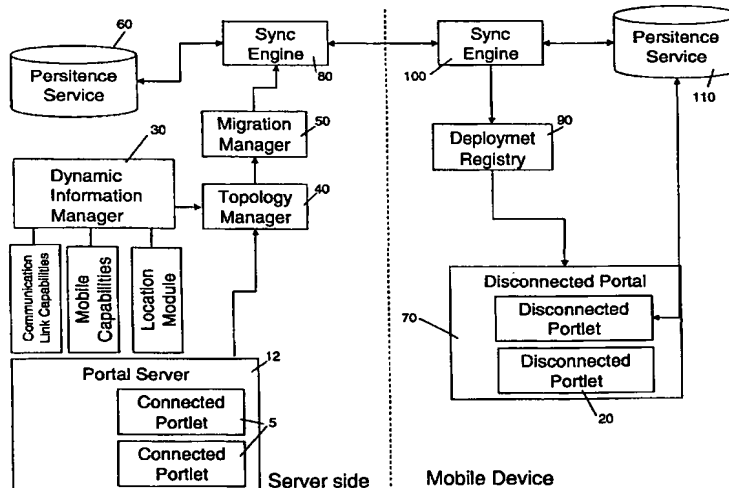 60
Persitence
Service
Sync
Engine
80
Sync
Engine
100
Persistence
Service
110
Migration
Manager
50
Deploymet
Registry
90
30
Dynamic
Information
Manager
Topology
Manager
40
Communication
Link Capabilities
Mobile
Capabilities
Location
Module
Disconnected Portal
Disconnected
Portlet
70
Disconnected
Portlet
20
12
Portal Server
Connected
Portlet
5
Connected
Portlet
Server side
Mobile Device